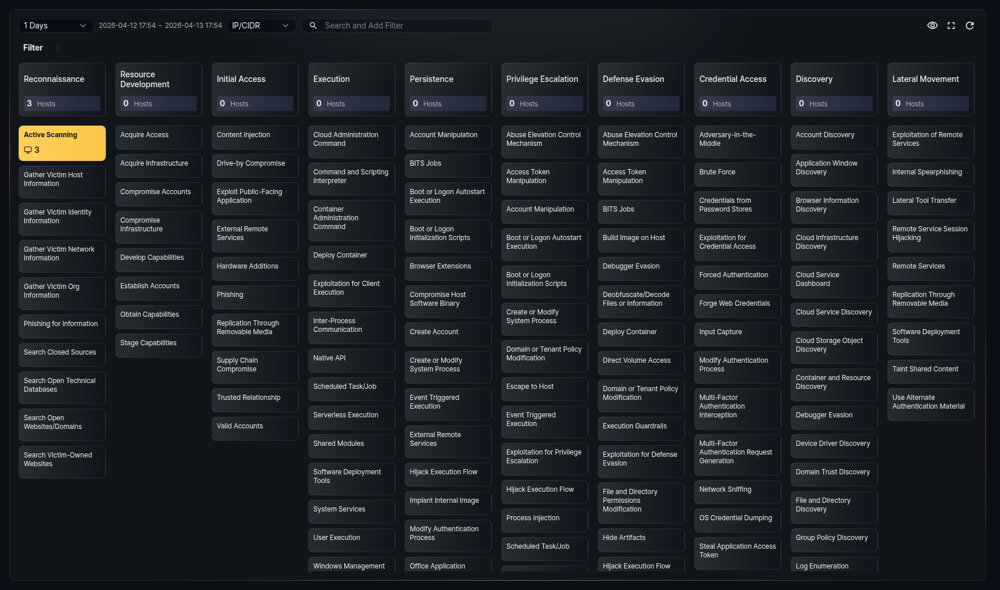 1 Days
2026-04-12 17:54 ~ 2026-04-13 17:54
IP/CIDR
Search and Add Filter
Filter
Reconnaissance
3 Hosts
Active Scanning
3
Gather Victim Host
Information
Gather Victim Identity
Information
Gather Victim Network
Information
Gather Victim Org
Information
Phishing for Information
Search Closed Sources
Search Open Technical
Databases
Search Open
Websites/Domains
Search Victim-Owned
Websites
Resource
Development
0 Hosts
Acquire Access
Acquire Infrastructure
Compromise Accounts
Compromise
Infrastructure
Develop Capabilities
Establish Accounts
Obtain Capabilities
Stage Capabilities
Initial Access
0 Hosts
Content Injection
Drive-by Compromise
Exploit Public-Facing
Application
External Remote
Services
Hardware Additions
Phishing
Replication Through
Removable Media
Supply Chain
Compromise
Trusted Relationship
Valid Accounts
Execution
0 Hosts
Cloud Administration
Command
Command and Scripting
Interpreter
Container
Administration
Command
Deploy Container
Exploitation for Client
Execution
Inter-Process
Communication
Native API
Scheduled Task/Job
Serverless Execution
Shared Modules
Software Deployment
Tools
System Services
User Execution
Windows Management
Persistence
0 Hosts
Account Manipulation
BITS Jobs
Boot or Logon Autostart
Execution
Boot or Logon
Initialization Scripts
Browser Extensions
Compromise Host
Software Binary
Create Account
Create or Modify
System Process
Event Triggered
Execution
External Remote
Services
Hijack Execution Flow
Implant Internal Image
Modify Authentication
Process
Office Application
Privilege Escalation
0 Hosts
Abuse Elevation Control
Mechanism
Access Token
Manipulation
Account Manipulation
Boot or Logon Autostart
Execution
Boot or Logon
Initialization Scripts
Create or Modify
System Process
Domain or Tenant Policy
Modification
Escape to Host
Event Triggered
Execution
Exploitation for Privilege
Escalation
Hijack Execution Flow
Process Injection
Scheduled Task/Job
Defense Evasion
0 Hosts
Abuse Elevation Control
Mechanism
Access Token
Manipulation
BITS Jobs
Build Image on Host
Debugger Evasion
Deobfuscate/Decode
Files or Information
Deploy Container
Direct Volume Access
Domain or Tenant Policy
Modification
Execution Guardrails
Exploitation for Defense
Evasion
File and Directory
Permissions
Modification
Hide Artifacts
Hijack Execution Flow
Credential Access
0 Hosts
Adversary-in-the-
Middle
Brute Force
Credentials from
Password Stores
Exploitation for
Credential Access
Forced Authentication
Forge Web Credentials
Input Capture
Modify Authentication
Process
Multi-Factor
Authentication
Interception
Multi-Factor
Authentication Request
Generation
Network Sniffing
OS Credential Dumping
Steal Application Access
Token
Discovery
0 Hosts
Account Discovery
Application Window
Discovery
Browser Information
Discovery
Cloud Infrastructure
Discovery
Cloud Service
Dashboard
Cloud Service Discovery
Cloud Storage Object
Discovery
Container and Resource
Discovery
Debugger Evasion
Device Driver Discovery
Domain Trust Discovery
File and Directory
Discovery
Group Policy Discovery
Log Enumeration
Lateral Movement
0 Hosts
Exploitation of Remote
Services
Internal Spearphishing
Lateral Tool Transfer
Remote Service Session
Hijacking
Remote Services
Replication Through
Removable Media
Software Deployment
Tools
Taint Shared Content
Use Alternate
Authentication Material